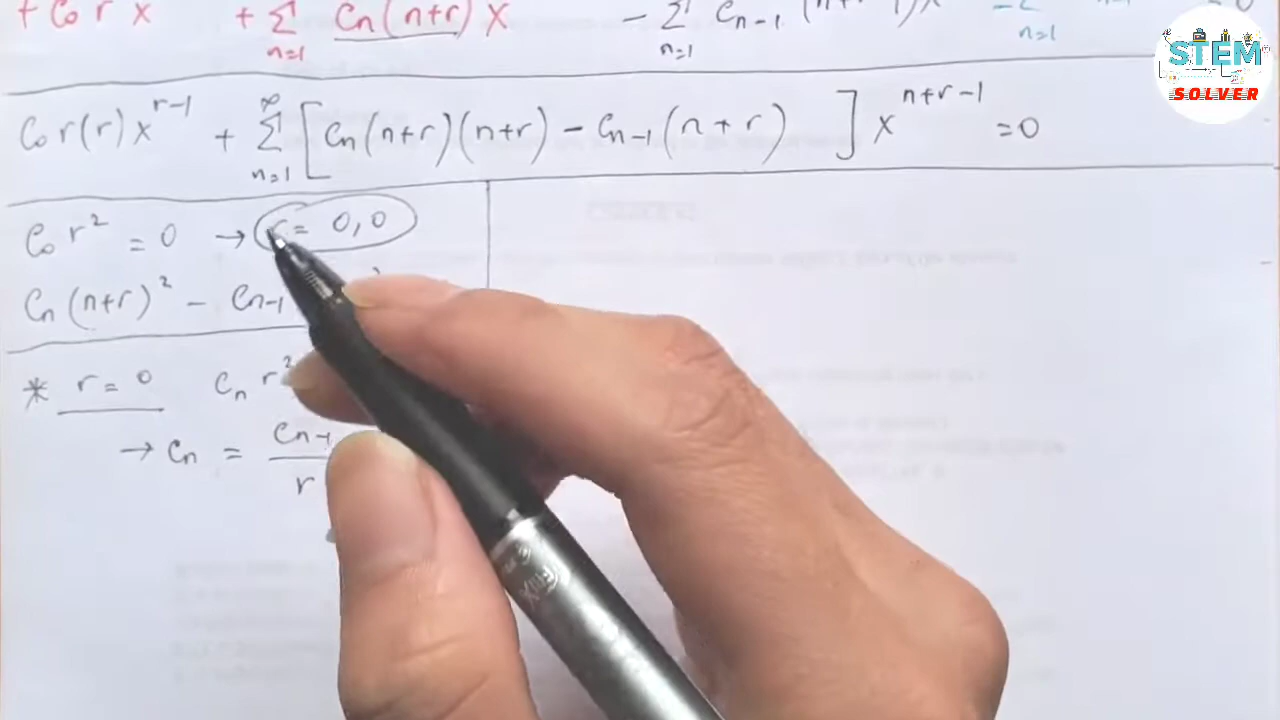 + C₀ r x + Σ Cn(n+r) x − Σ Cn−1 − Σ
n=1 n=1 n=1
STEM
SOLVER
C₀ r(r) x^(r−1) + Σ_(n=1)^∞ [Cn(n+r)(n+r) − Cn−1(n+r)] x^(n+r−1) = 0
C₀ r² = 0 → r = 0,0
Cn(n+r)² − Cn−1
* r = 0 Cn r²
→ Cn = Cn−1 / r